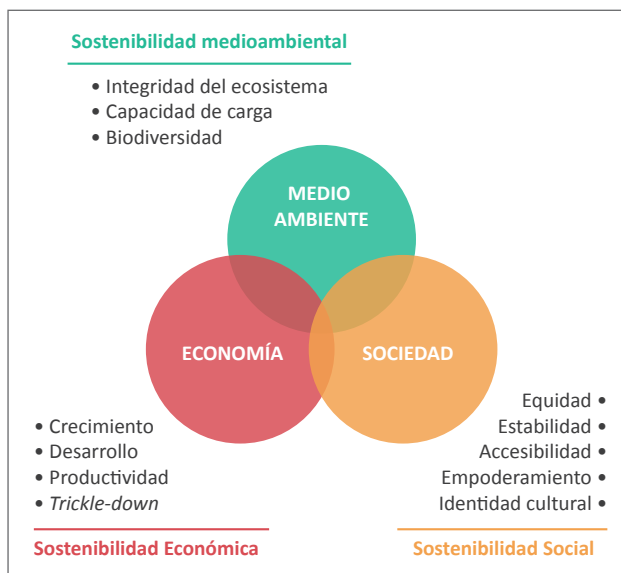 Sostenibilidad medioambiental
• Integridad del ecosistema
• Capacidad de carga
• Biodiversidad
MEDIO
AMBIENTE
ECONOMÍA
SOCIEDAD
• Crecimiento
• Desarrollo
• Productividad
• Trickle-down
Sostenibilidad Económica
Equidad •
Estabilidad •
Accesibilidad •
Empoderamiento •
Identidad cultural •
Sostenibilidad Social